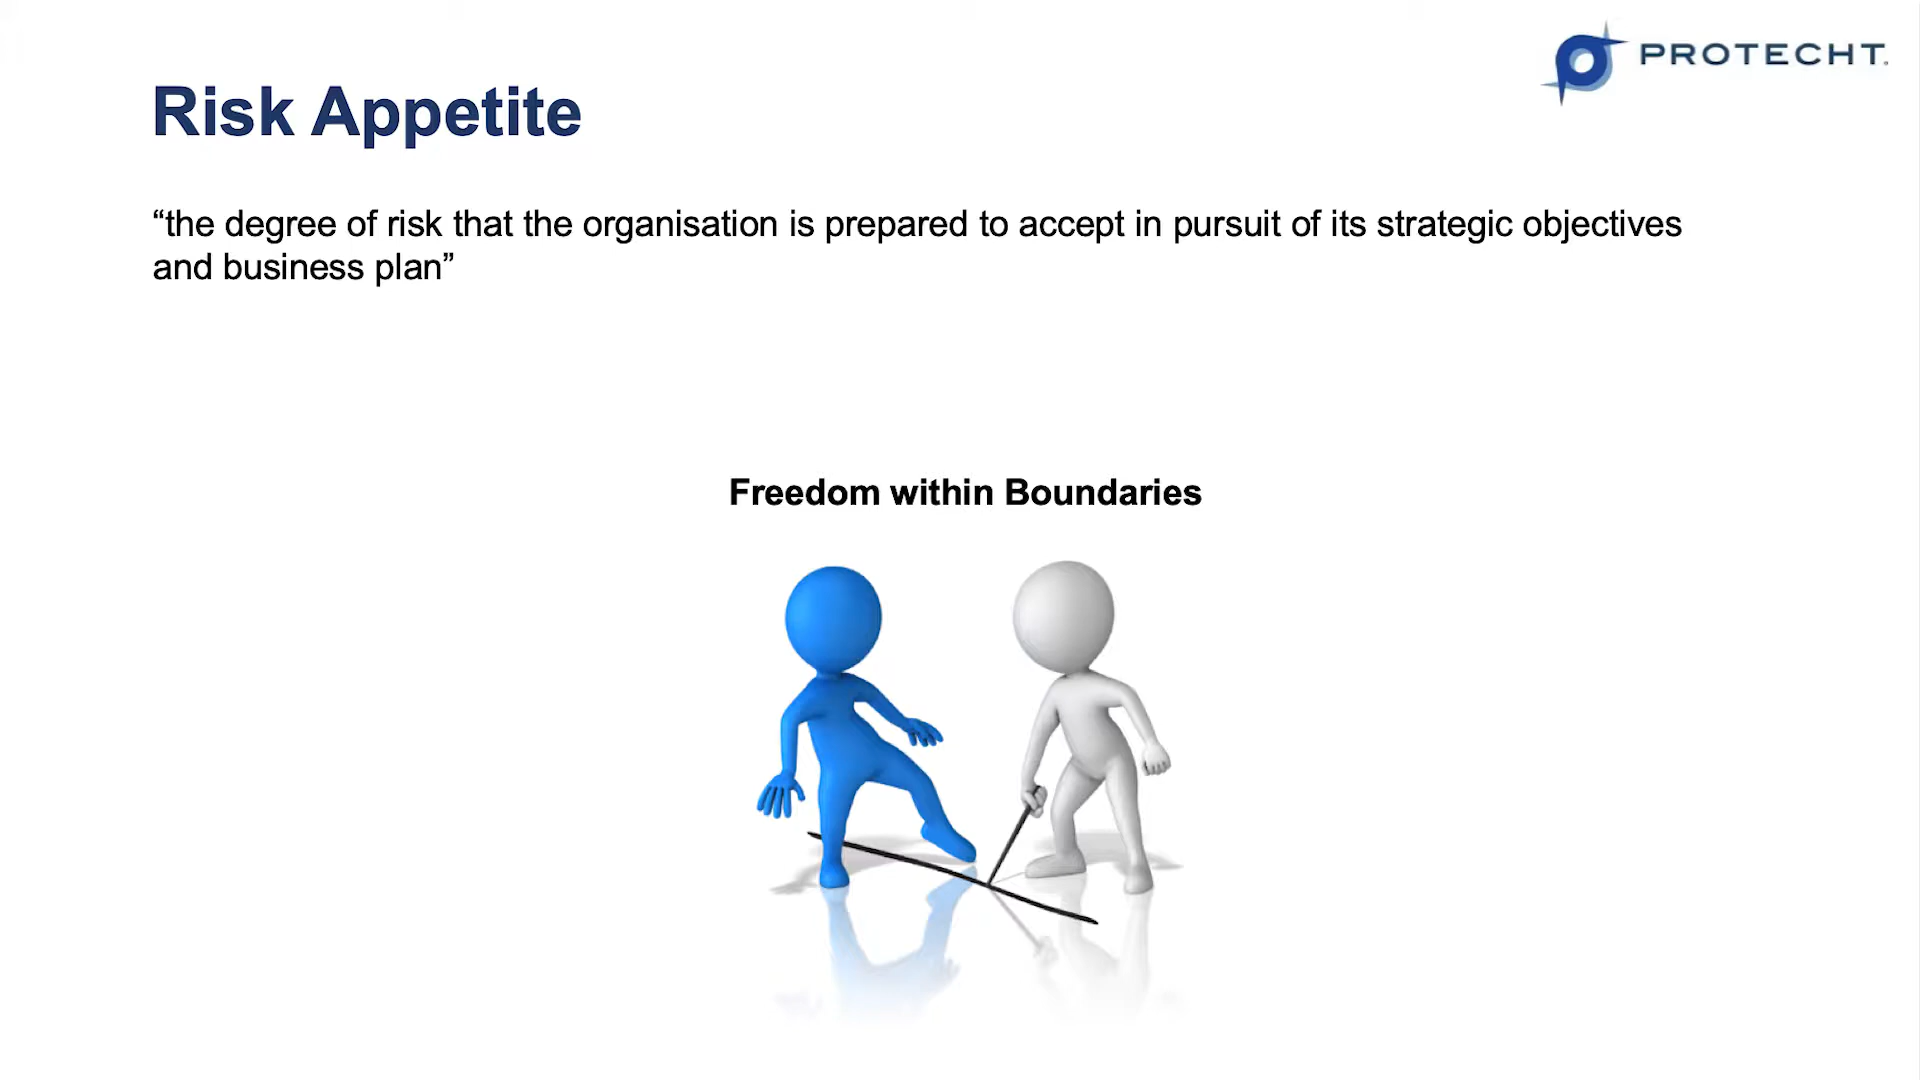 PROTECHT.
Risk Appetite
“the degree of risk that the organisation is prepared to accept in pursuit of its strategic objectives
and business plan”
Freedom within Boundaries